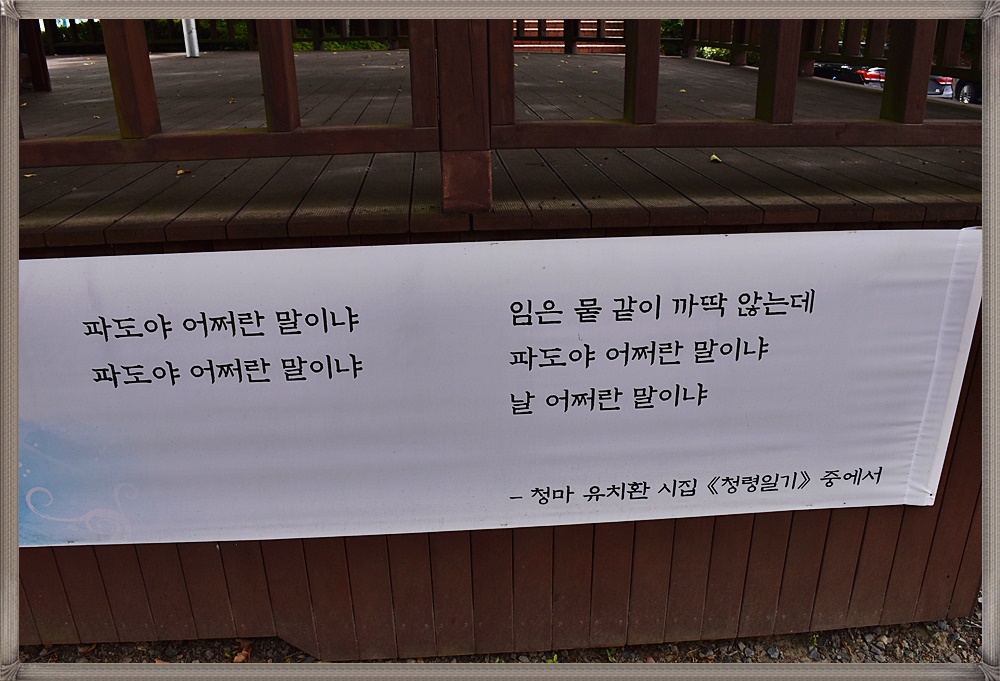 파도야 어쩌란 말이냐
파도야 어쩌란 말이냐
임은 뭍 같이 까딱 않는데
파도야 어쩌란 말이냐
날 어쩌란 말이냐
- 청마 유치환 시집 《청령일기》 중에서